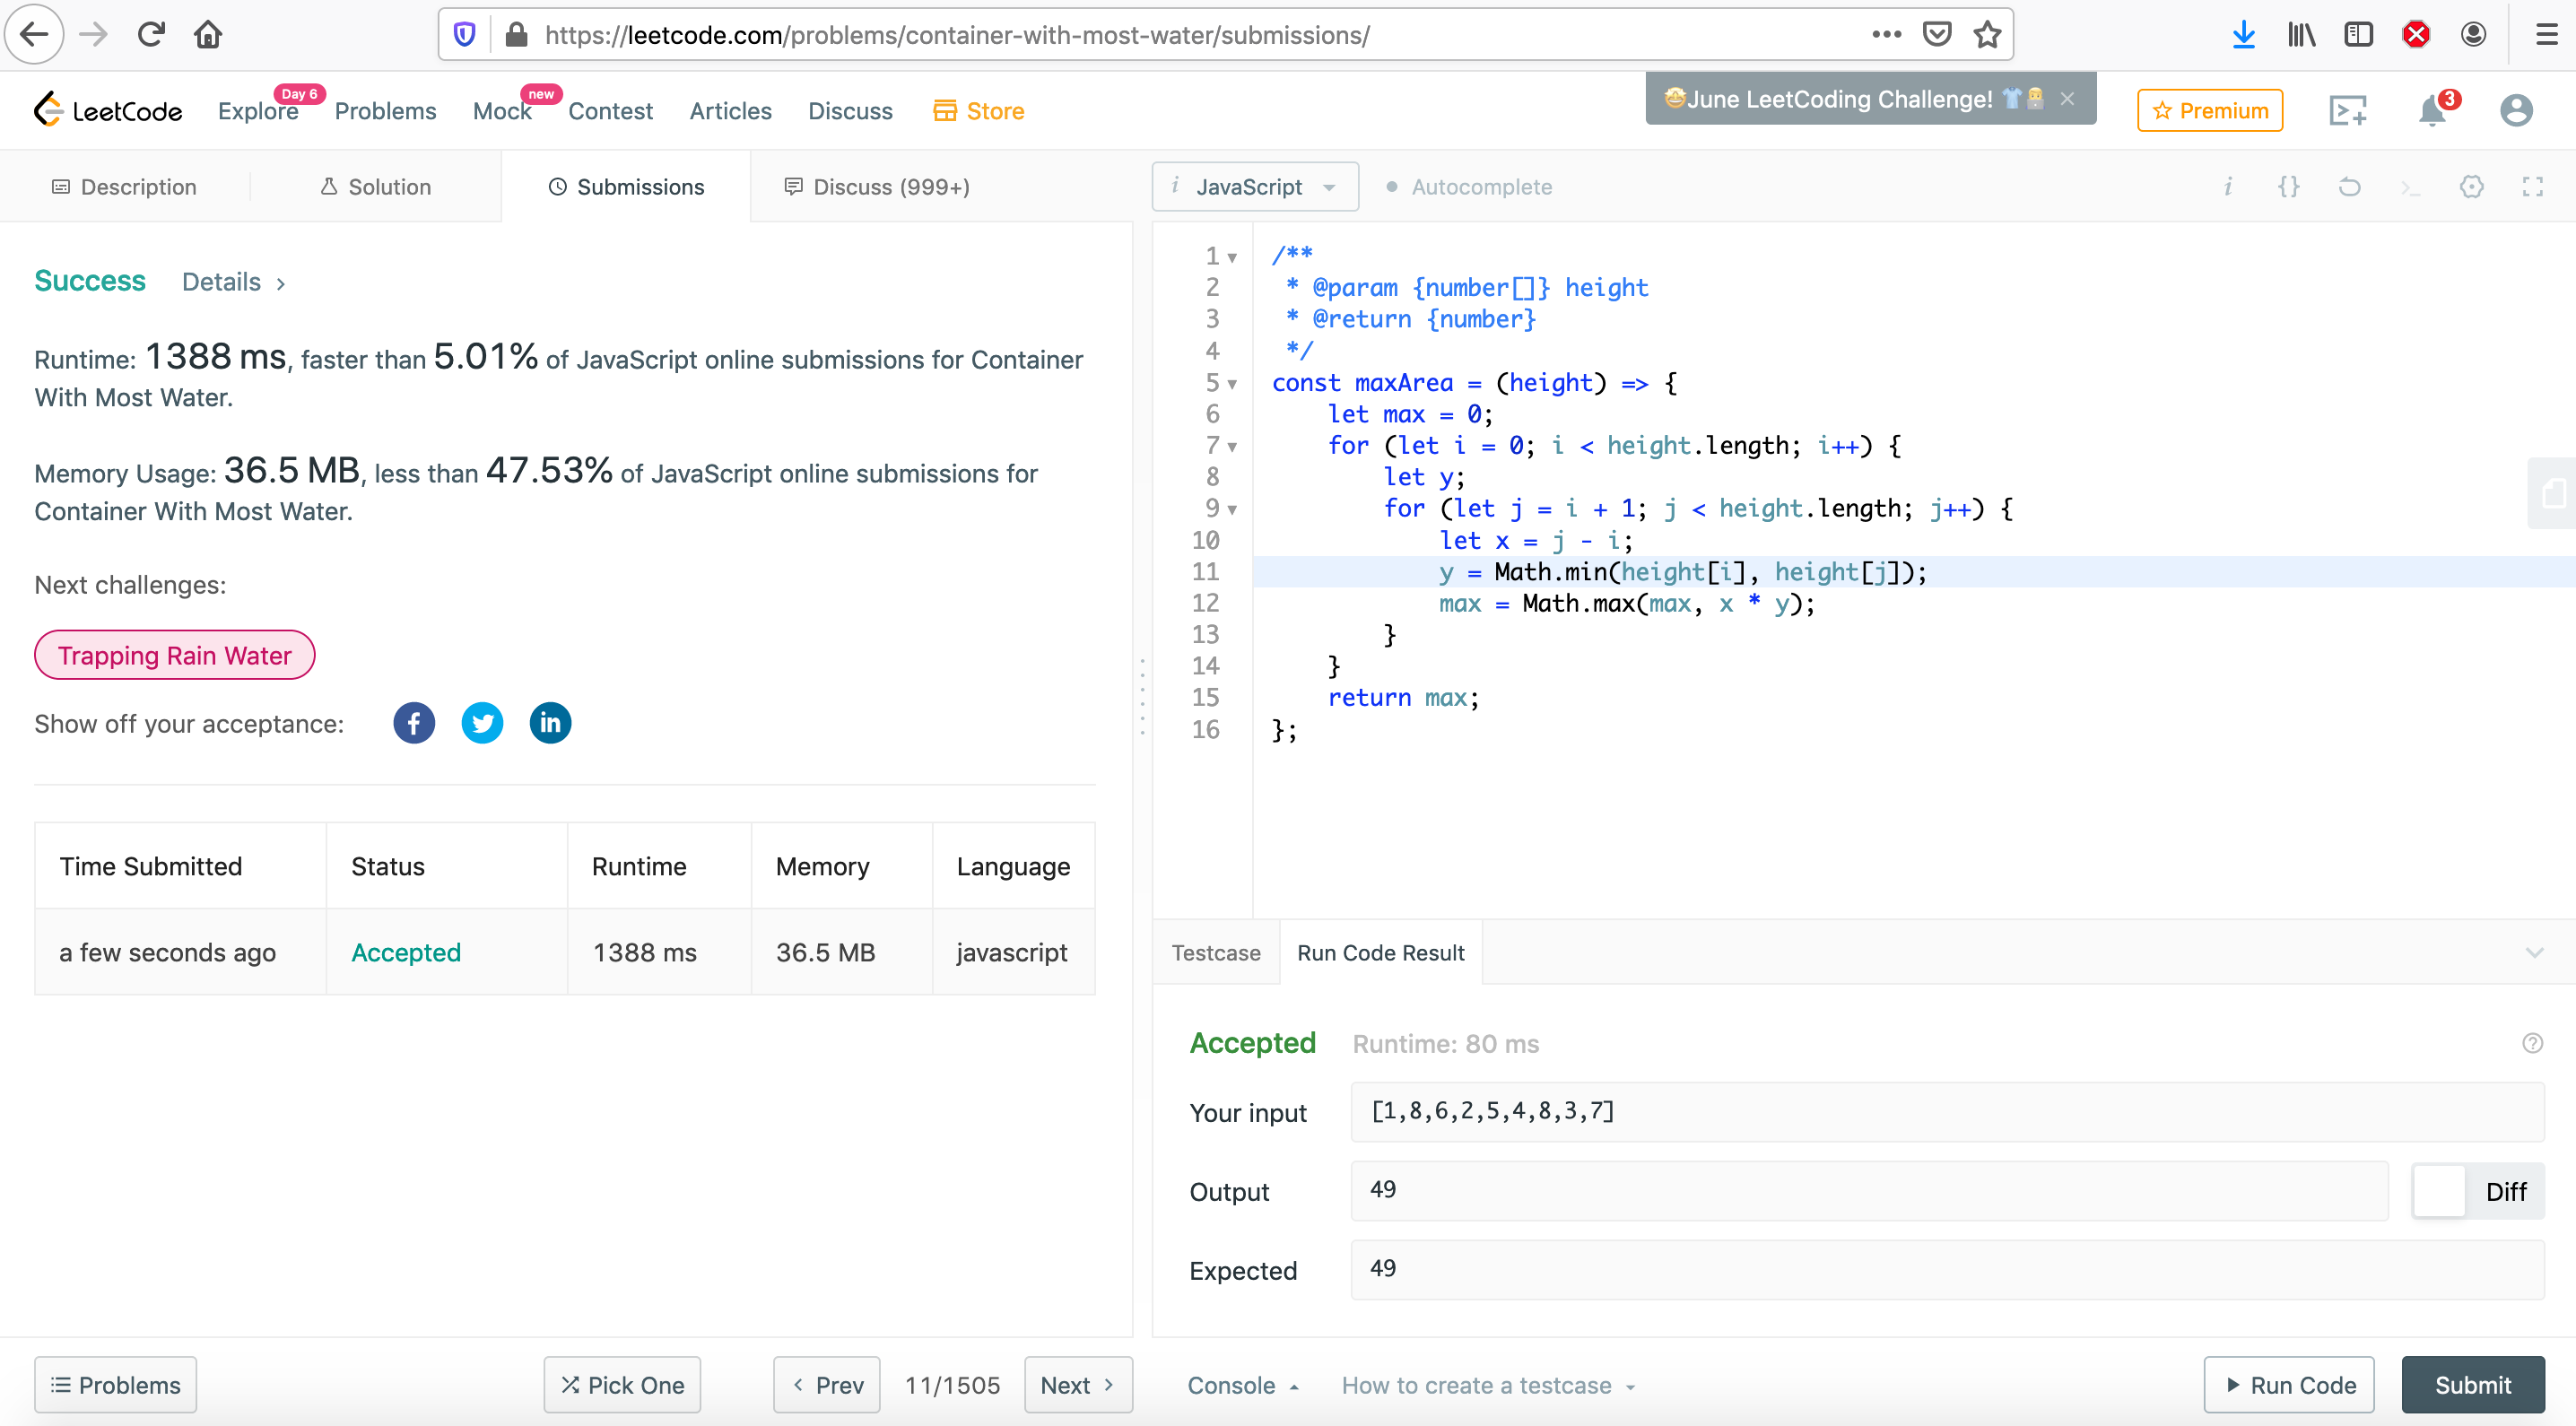 https://leetcode.com/problems/container-with-most-water/submissions/
LeetCode
Explore
Day 6
Problems
Mock
new
Contest
Articles
Discuss
Store
🤩June LeetCoding Challenge! 👕
Premium
3
Description
Solution
Submissions
Discuss (999+)
i JavaScript
Autocomplete
Success Details
Runtime: 1388 ms, faster than 5.01% of JavaScript online submissions for Container
With Most Water.
Memory Usage: 36.5 MB, less than 47.53% of JavaScript online submissions for
Container With Most Water.
Next challenges:
Trapping Rain Water
Show off your acceptance:
Time Submitted Status Runtime Memory Language
a few seconds ago Accepted 1388 ms 36.5 MB javascript
1 /**
2  * @param {number[]} height
3  * @return {number}
4  */
5 const maxArea = (height) => {
6     let max = 0;
7     for (let i = 0; i < height.length; i++) {
8         let y;
9         for (let j = i + 1; j < height.length; j++) {
10             let x = j - i;
11             y = Math.min(height[i], height[j]);
12             max = Math.max(max, x * y);
13         }
14     }
15     return max;
16 };
Testcase
Run Code Result
Accepted Runtime: 80 ms
Your input [1,8,6,2,5,4,8,3,7]
Output 49
Diff
Expected 49
Problems
Pick One
Prev
11/1505
Next
Console
How to create a testcase
Run Code
Submit